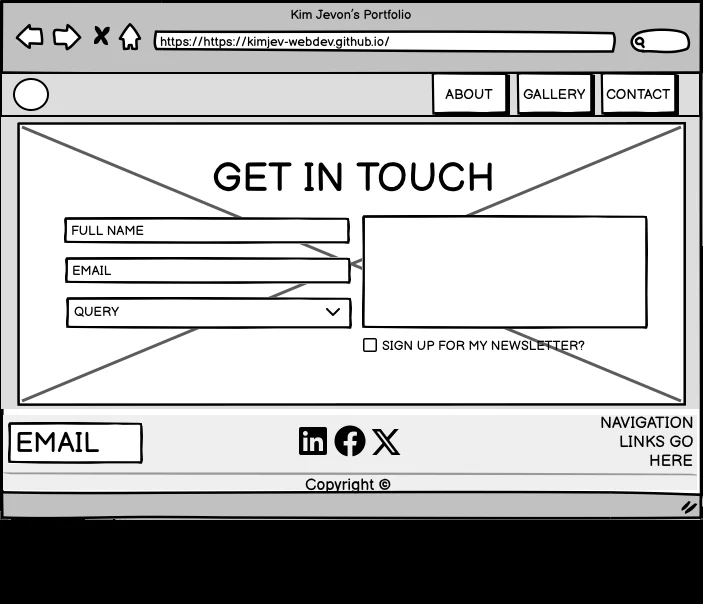 Kim Jevon's Portfolio
https://https://kimjev-webdev.github.io/
ABOUT
GALLERY
CONTACT
GET IN TOUCH
FULL NAME
EMAIL
QUERY
SIGN UP FOR MY NEWSLETTER?
EMAIL
in
NAVIGATION
LINKS GO
HERE
Copyright ©